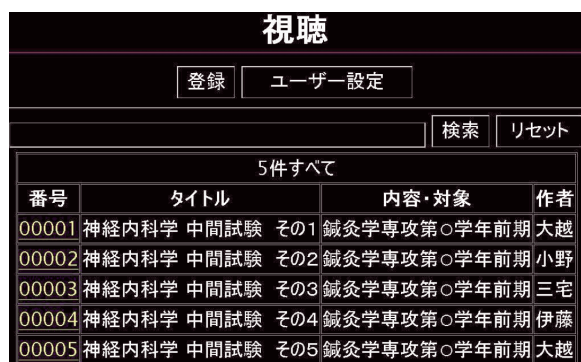 視聴
登録 ユーザー設定
検索 リセット
5件すべて
番号 タイトル 内容・対象 作者
00001 神経内科学 中間試験 その1 鍼灸学専攻第○学年前期 大越
00002 神経内科学 中間試験 その2 鍼灸学専攻第○学年前期 小野
00003 神経内科学 中間試験 その3 鍼灸学専攻第○学年前期 三宅
00004 神経内科学 中間試験 その4 鍼灸学専攻第○学年前期 伊藤
00005 神経内科学 中間試験 その5 鍼灸学専攻第○学年前期 大越